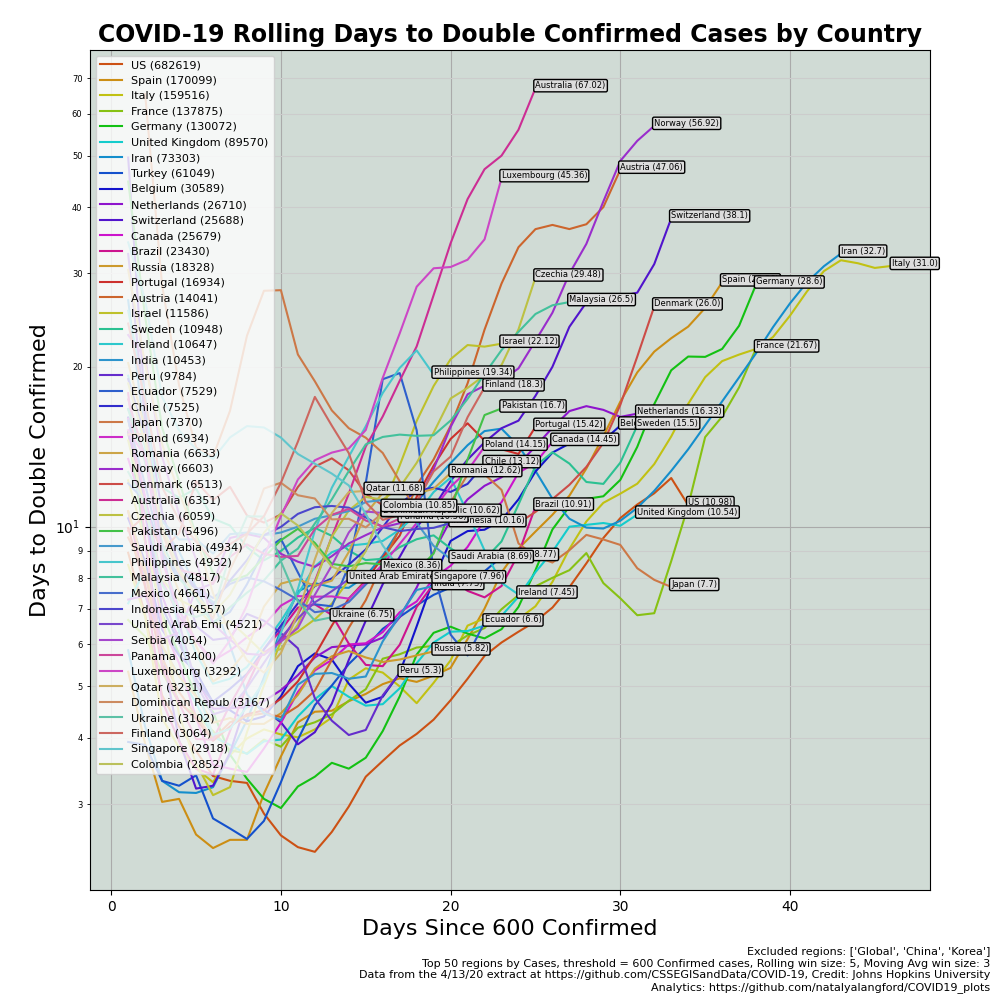 COVID-19 Rolling Days to Double Confirmed Cases by Country
Days to Double Confirmed
70
60
50
40
30
20
10¹
9
8
7
6
5
4
3
US (682619)
Spain (170099)
Italy (159516)
France (137875)
Germany (130072)
United Kingdom (89570)
Iran (73303)
Turkey (61049)
Belgium (30589)
Netherlands (26710)
Switzerland (25688)
Canada (25679)
Brazil (23430)
Russia (18328)
Portugal (16934)
Austria (14041)
Israel (11586)
Sweden (10948)
Ireland (10647)
India (10453)
Peru (9784)
Ecuador (7529)
Chile (7525)
Japan (7370)
Poland (6934)
Romania (6633)
Norway (6603)
Denmark (6513)
Australia (6351)
Czechia (6059)
Pakistan (5496)
Saudi Arabia (4934)
Philippines (4932)
Malaysia (4817)
Mexico (4661)
Indonesia (4557)
United Arab Emi (4521)
Serbia (4054)
Panama (3400)
Luxembourg (3292)
Qatar (3231)
Dominican Repub (3167)
Ukraine (3102)
Finland (3064)
Singapore (2918)
Colombia (2852)
Australia (67.02)
Norway (56.92)
Luxembourg (45.36)
Austria (47.06)
Switzerland (38.1)
Iran (32.7)
Italy (31.0)
Czechia (29.48)
Spain
Germany (28.6)
Malaysia (26.5)
Denmark (26.0)
Israel (22.12)
France (21.67)
Philippines (19.34)
Finland (18.3)
Pakistan (16.7)
Netherlands (16.33)
Portugal (15.42)
Sweden (15.5)
Poland (14.15)
Canada (14.45)
Chile (13.12)
Romania (12.62)
Qatar (11.68)
Colombia (10.85)
(10.62)
(10.16)
Brazil (10.91)
US (10.98)
United Kingdom (10.54)
Saudi Arabia (8.69)
8.77)
Mexico (8.36)
United Arab
Singapore (7.96)
Ireland (7.45)
Japan (7.7)
Ukraine (6.75)
Ecuador (6.6)
Russia (5.82)
Peru (5.3)
0
10
20
30
40
Days Since 600 Confirmed
Excluded regions: ['Global', 'China', 'Korea']
Top 50 regions by Cases, threshold = 600 Confirmed cases, Rolling win size: 5, Moving Avg win size: 3
Data from the 4/13/20 extract at https://github.com/CSSEGISandData/COVID-19, Credit: Johns Hopkins University
Analytics: https://github.com/natalyalangford/COVID19_plots